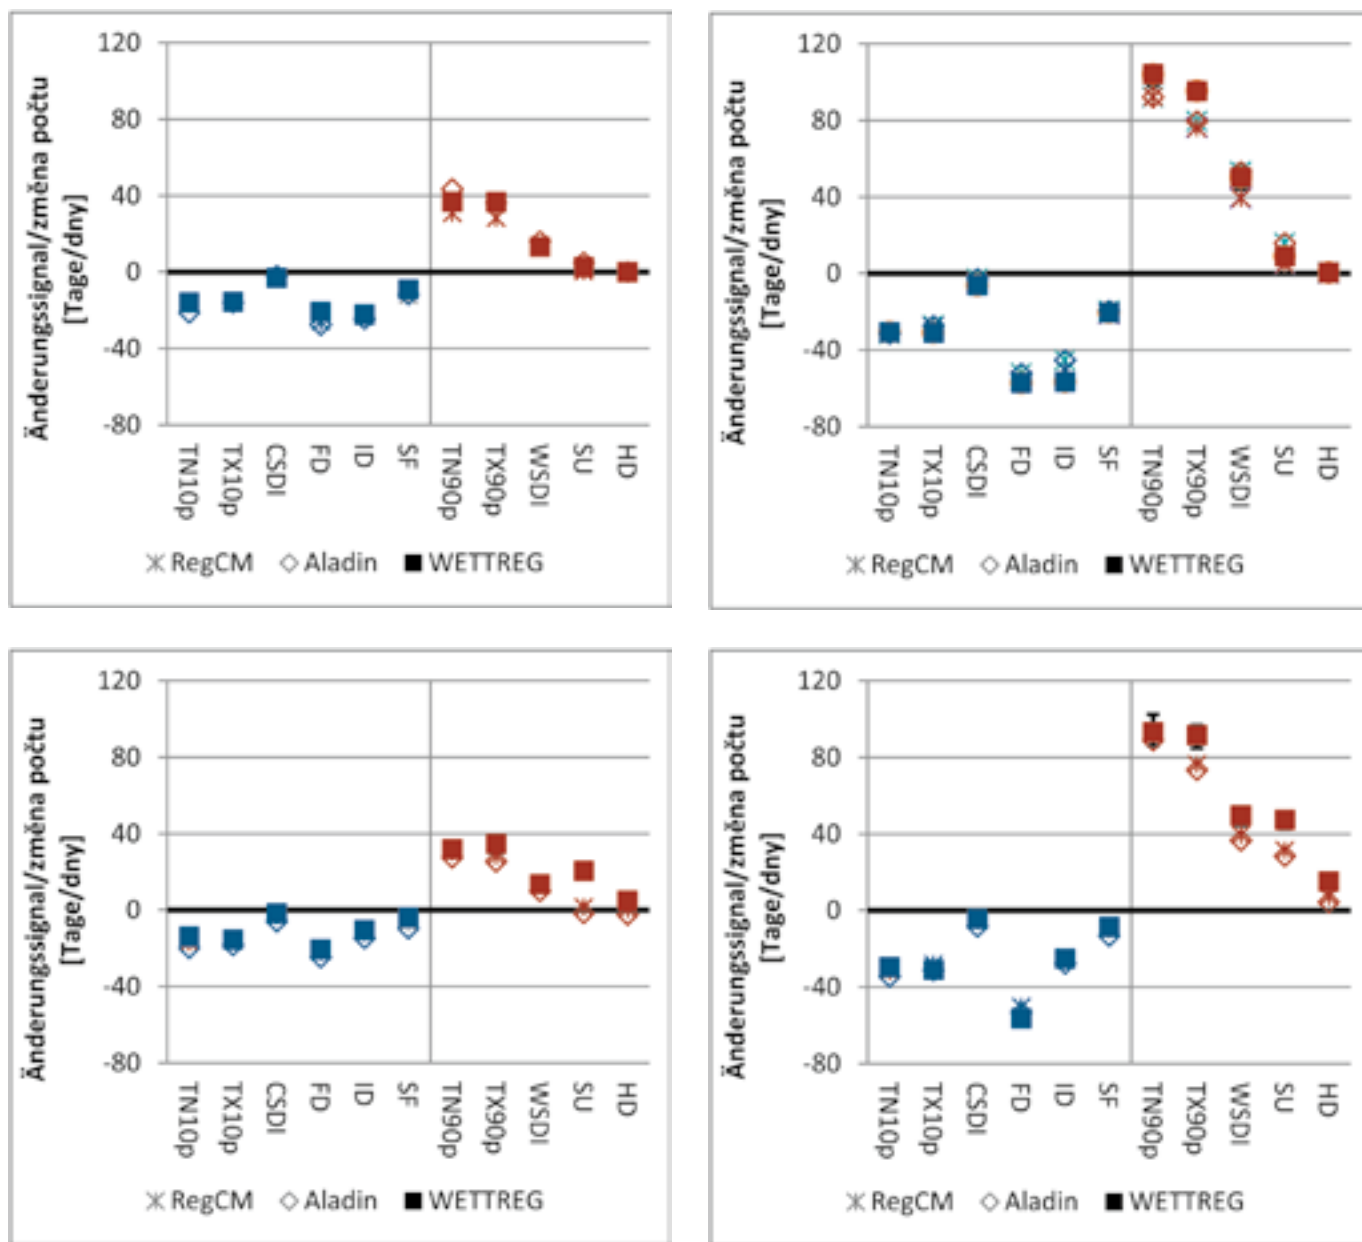 Änderungssignal/změna počtu
[Tage/dny]
120
80
40
0
-40
-80
TN10p
TX10p
CSDI
FD
ID
SF
TN90p
TX90p
WSDI
SU
HD
RegCM Aladin WETTREG
Änderungssignal/změna počtu
[Tage/dny]
120
80
40
0
-40
-80
TN10p
TX10p
CSDI
FD
ID
SF
TN90p
TX90p
WSDI
SU
HD
RegCM Aladin WETTREG
Änderungssignal/změna počtu
[Tage/dny]
120
80
40
0
-40
-80
TN10p
TX10p
CSDI
FD
ID
SF
TN90p
TX90p
WSDI
SU
HD
RegCM Aladin WETTREG
Änderungssignal/změna počtu
[Tage/dny]
120
80
40
0
-40
-80
TN10p
TX10p
CSDI
FD
ID
SF
TN90p
TX90p
WSDI
SU
HD
RegCM Aladin WETTREG